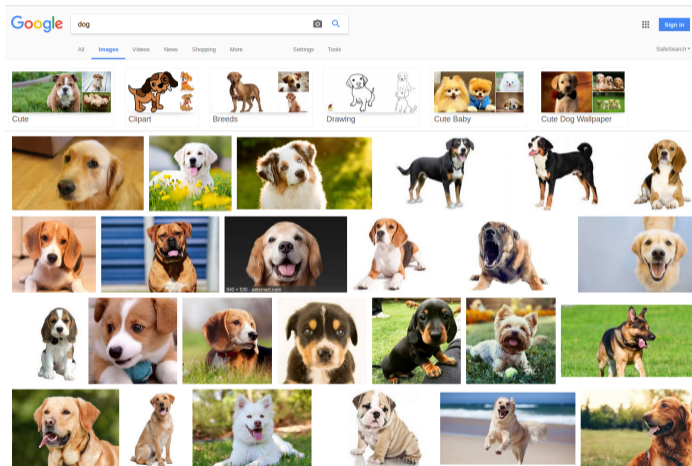 Google dog Sign in
All Images Videos News Shopping More Settings Tools SafeSearch
Cute Clipart Breeds Drawing Cute Baby Cute Dog Wallpaper